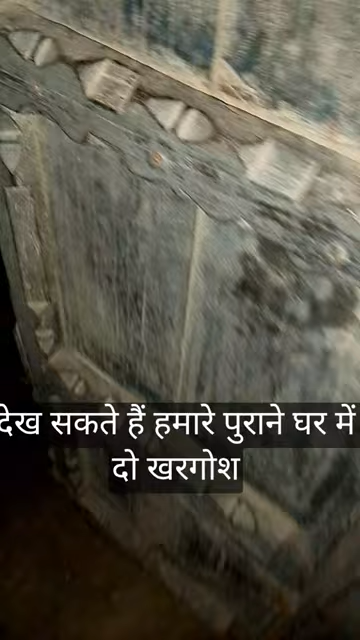 देख सकते हैं हमारे पुराने घर में
दो खरगोश